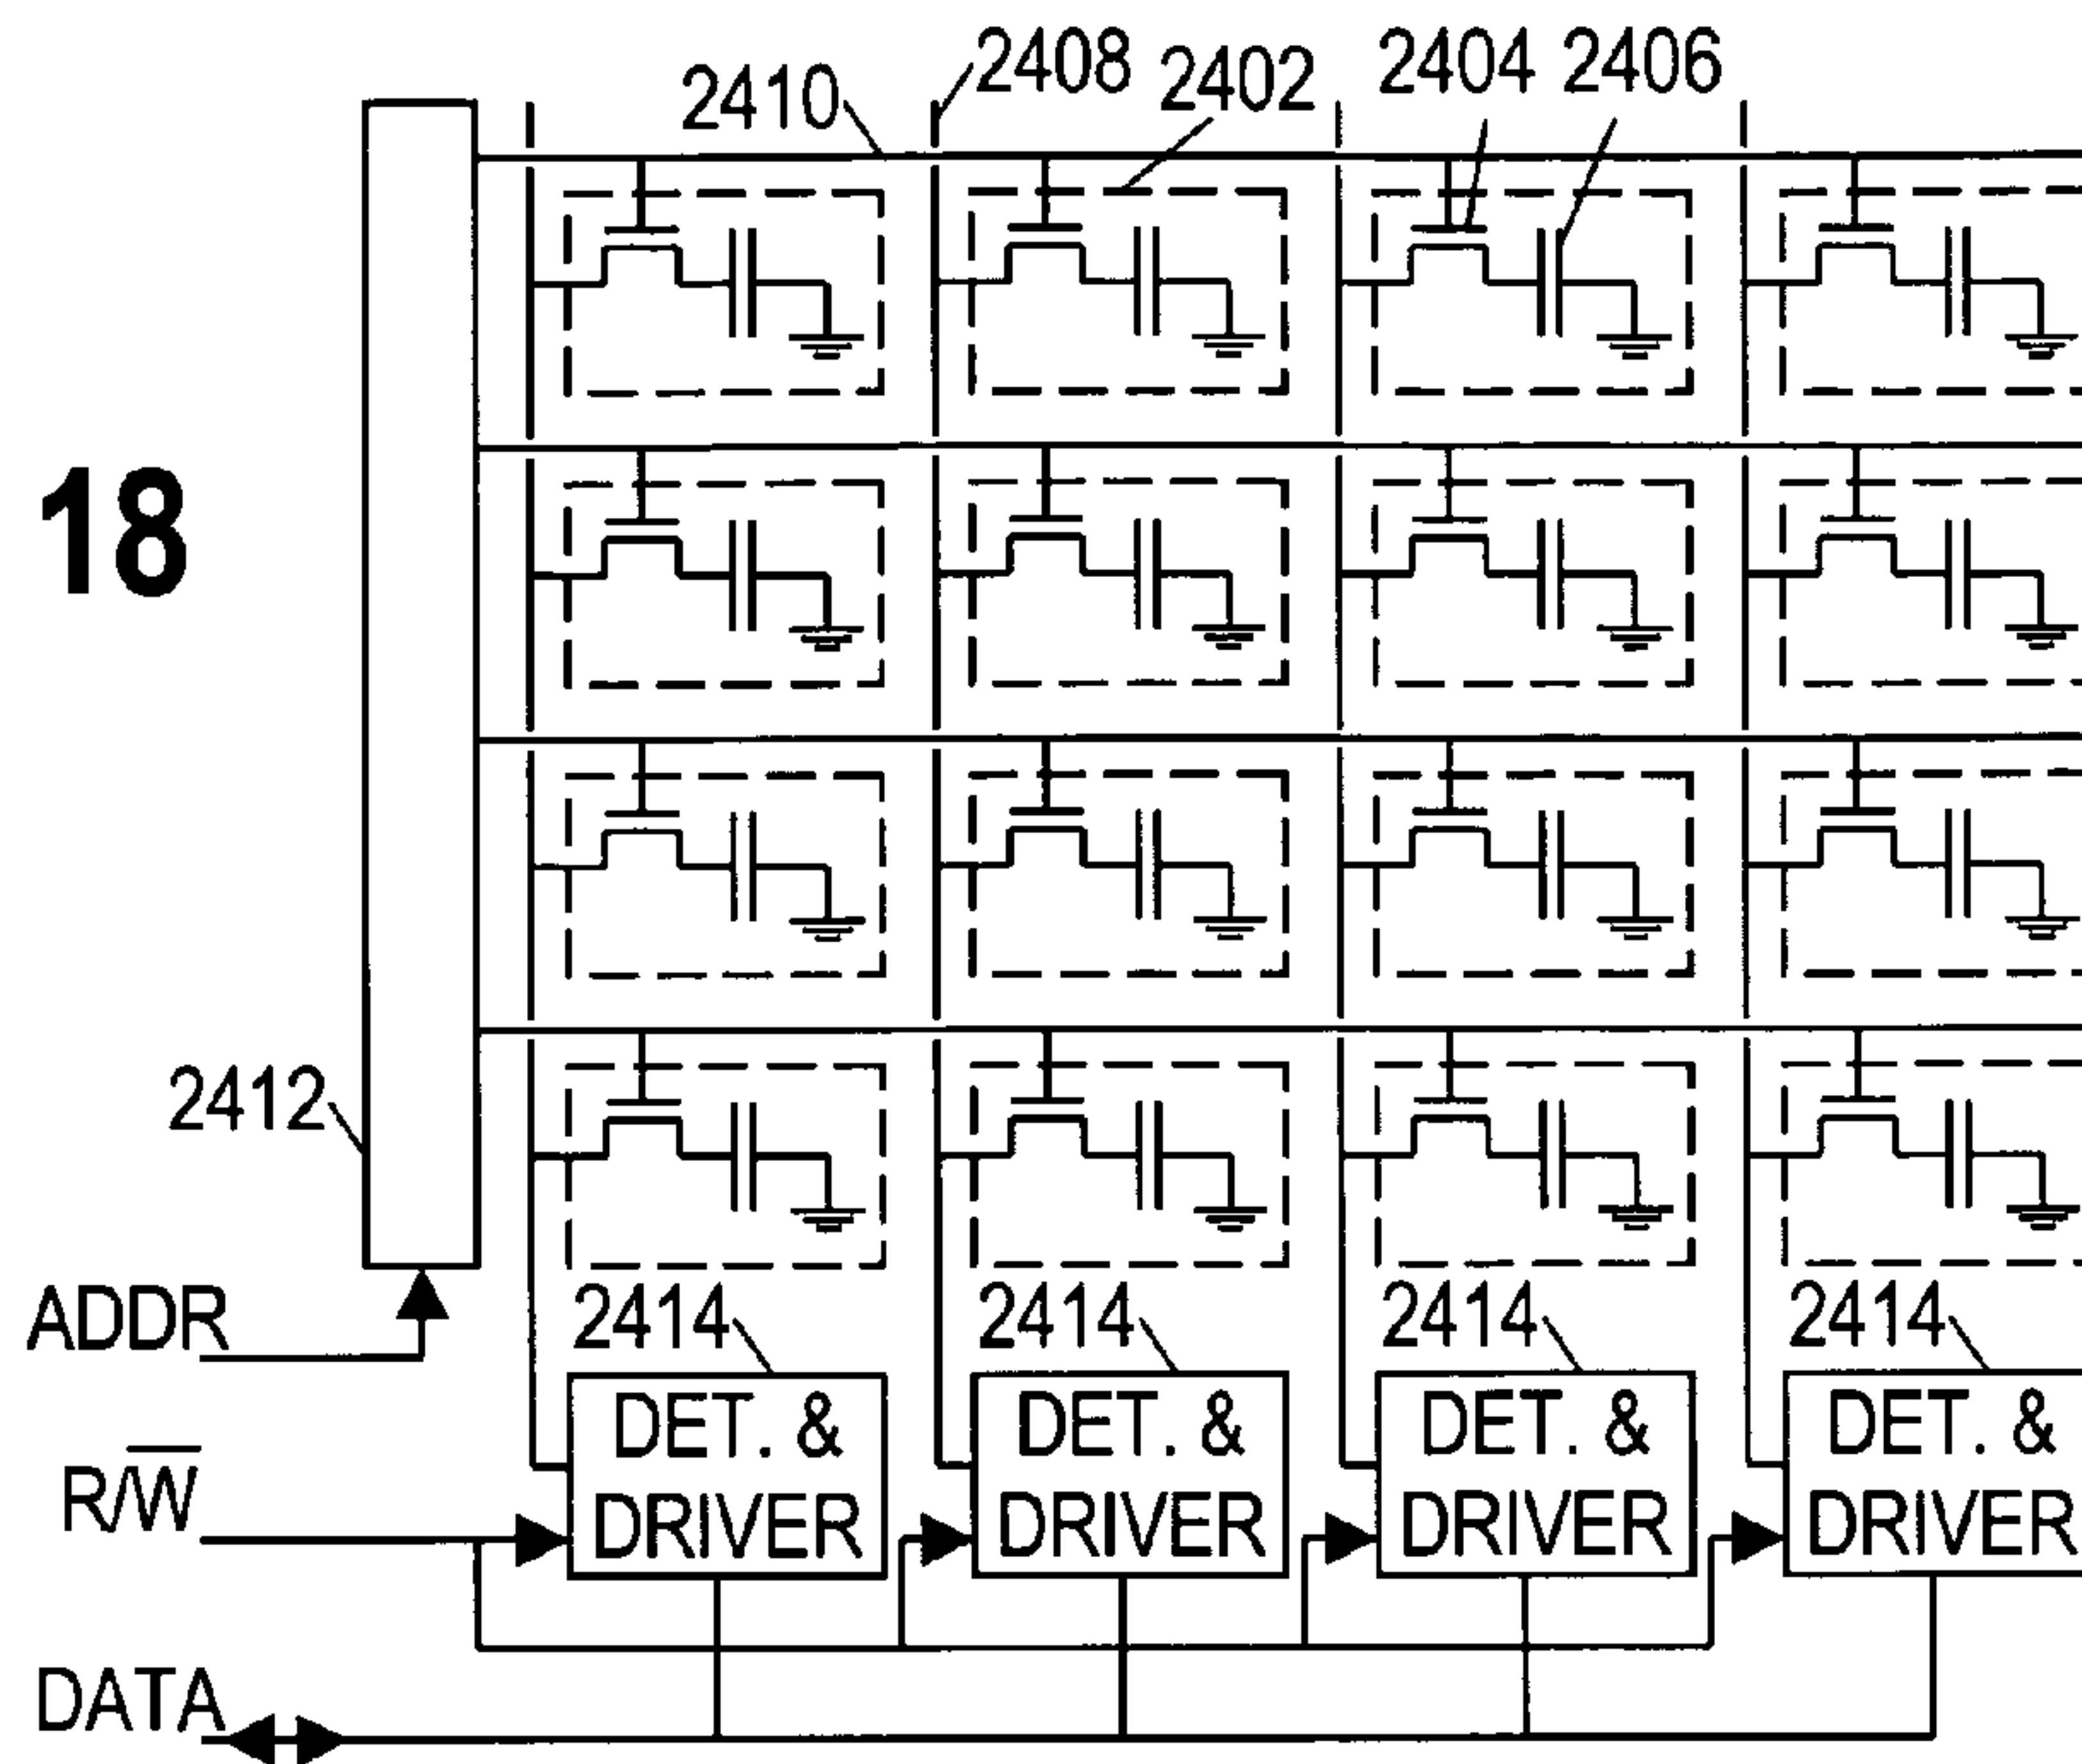 2408
2402
2404
2406
2410
18
2412
ADDR
2414
2414
2414
2414
DET. &
DRIVER
DET. &
DRIVER
DET. &
DRIVER
DET. &
DRIVER
R/W̅
DATA